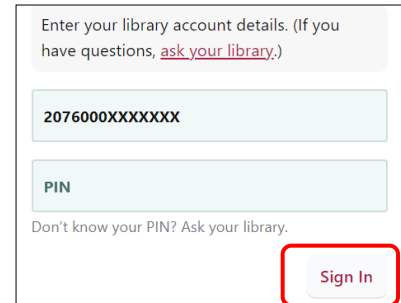 Enter your library account details. (If you
have questions, ask your library.)
2076000XXXXXXX
PIN
Don't know your PIN? Ask your library.
Sign In